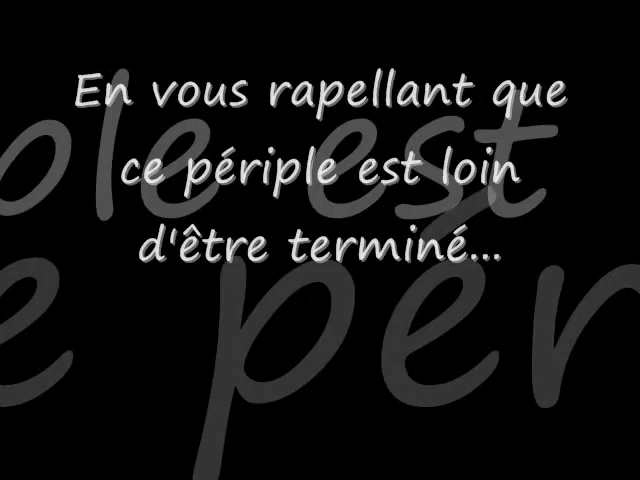 En vous rapellant que
ce périple est loin
d'être terminé...
ple est
e pér